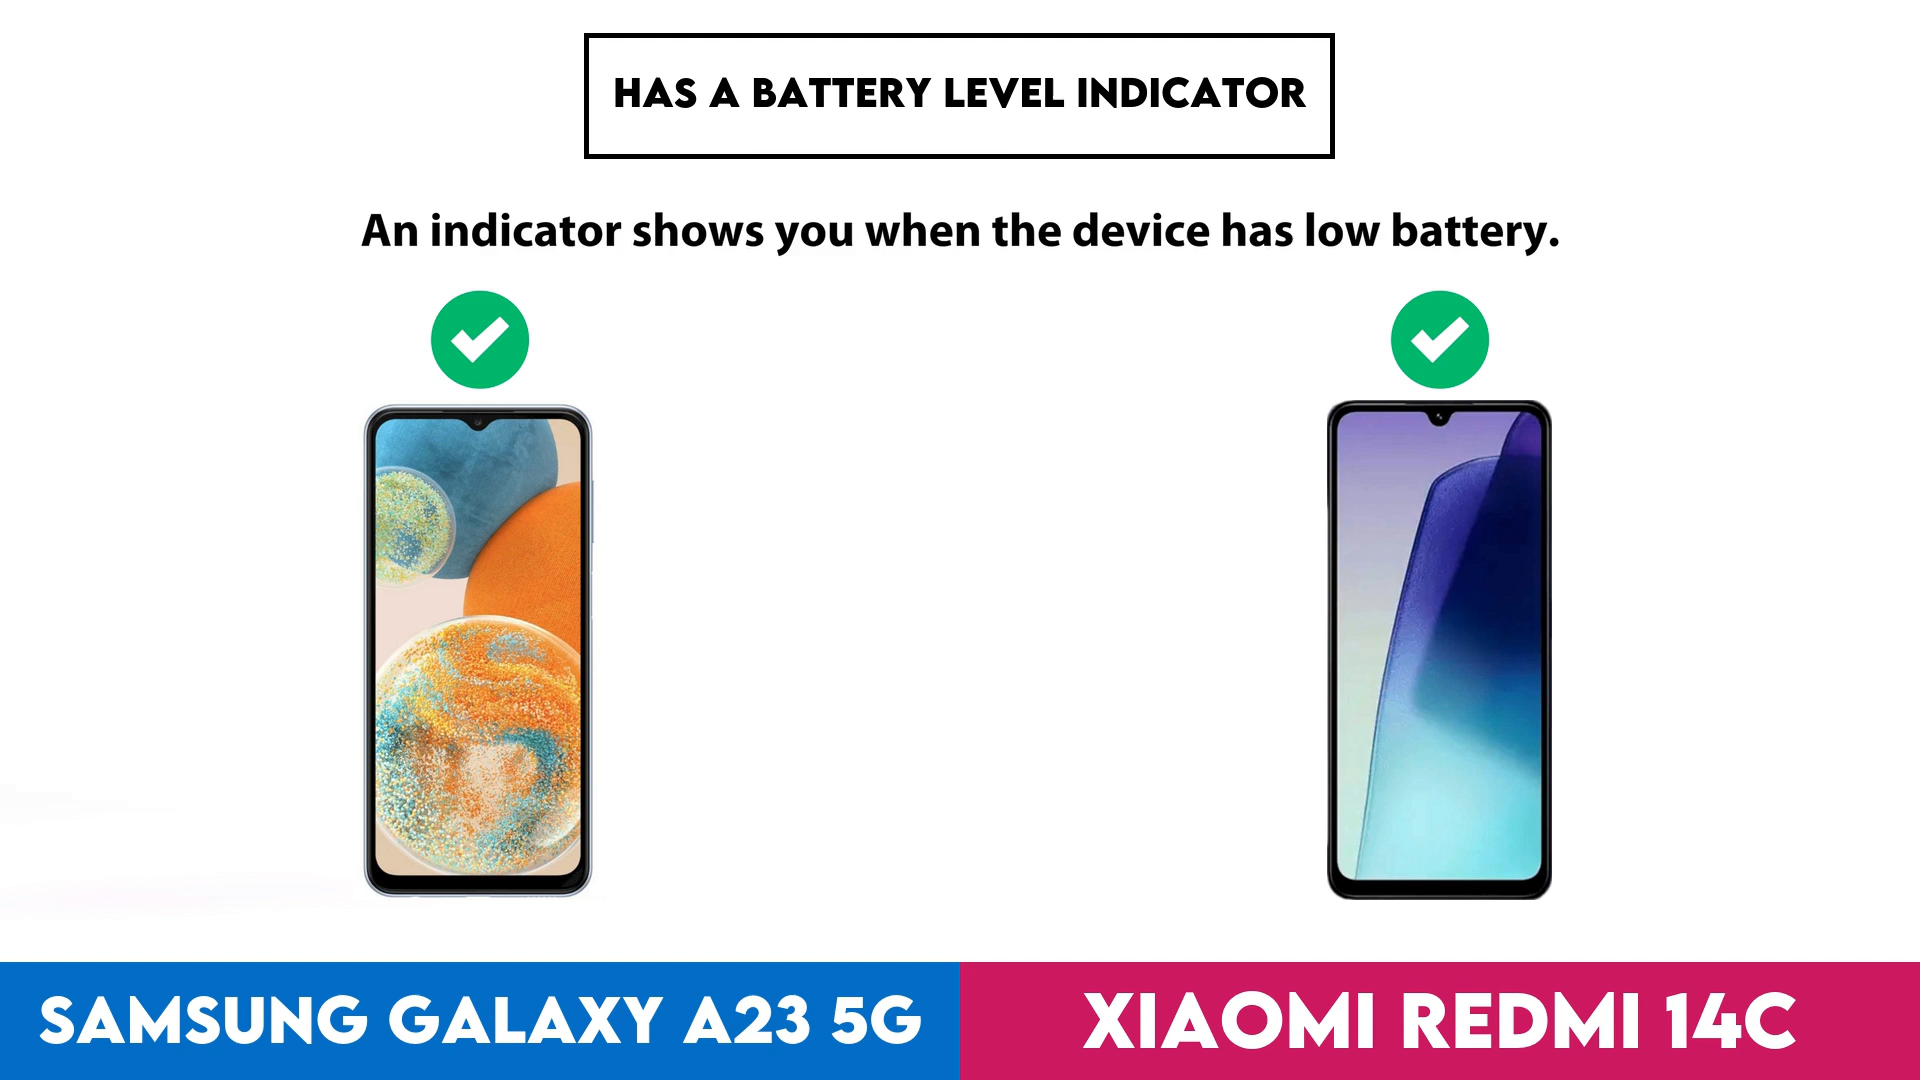 HAS A BATTERY LEVEL INDICATOR
An indicator shows you when the device has low battery.
SAMSUNG GALAXY A23 5G
XIAOMI REDMI 14C